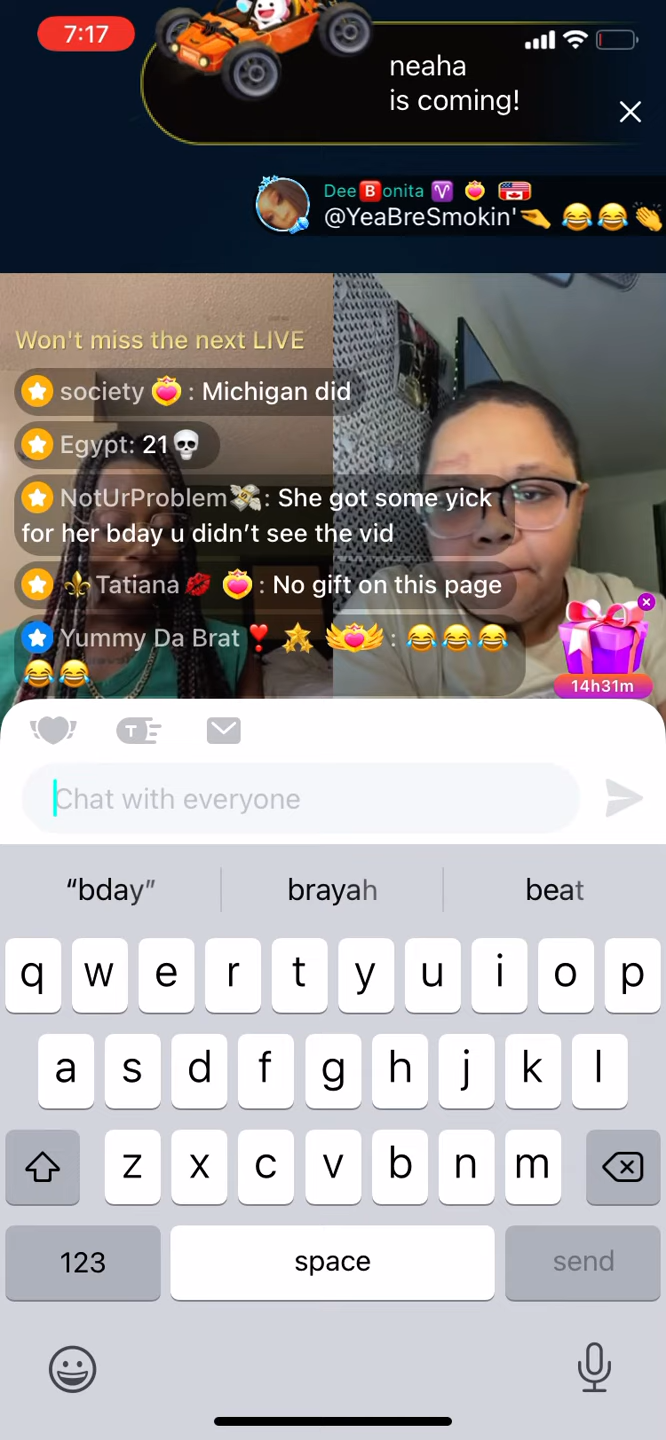 7:17
neaha
is coming!
Dee🅱️onita ♈
@YeaBreSmokin'🤏 😂😂👏
Won't miss the next LIVE
society : Michigan did
Egypt: 21💀
NotUrProblem💸: She got some yick
for her bday u didn’t see the vid
⚜️Tatiana💋 : No gift on this page
Yummy Da Brat❣️ : 😂😂😂
😂😂
14h31m
T
Chat with everyone
“bday” brayah beat
q w e r t y u i o p
a s d f g h j k l
z x c v b n m
123 space send